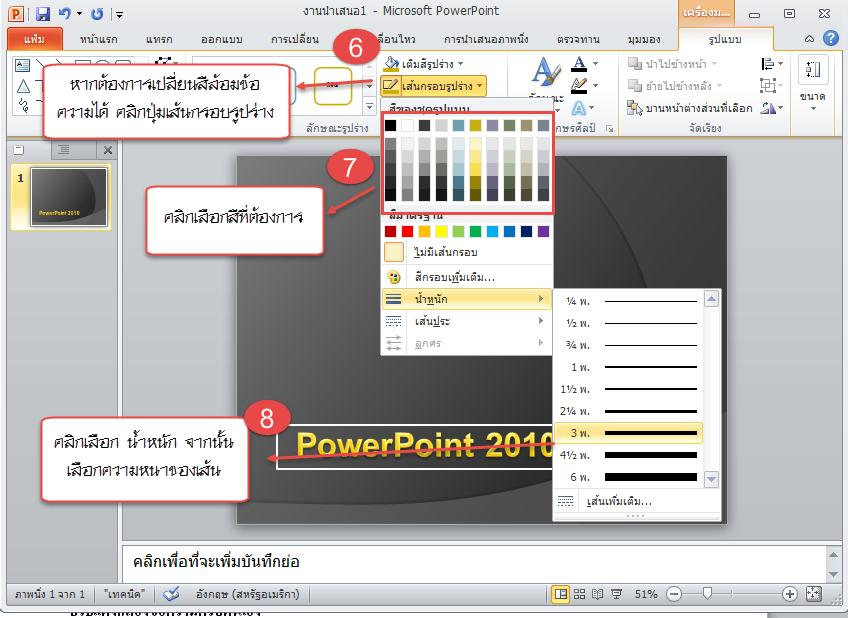 งานนำเสนอ1 - Microsoft PowerPoint
เครื่องม...
แฟ้ม
หน้าแรก
แทรก
ออกแบบ
การเปลี่ยน
ลื่อนไหว
การนำเสนอภาพนิ่ง
ตรวจทาน
มุมมอง
รูปแบบ
6
หากต้องการเปลี่ยนสีล้อมข้อ
ความได้ คลิกปุ่มเส้นกรอบรูปร่าง
เติมสีรูปร่าง
เส้นกรอบรูปร่าง
นำไปข้างหน้า
ย้ายไปข้างหลัง
บานหน้าต่างส่วนที่เลือก
ขนาด
ลักษณะรูปร่าง
จัดเรียง
สีของชุดรูปแบบ
7
คลิกเลือกสีที่ต้องการ
1
PowerPoint 2010
สีมาตรฐาน
ไม่มีเส้นกรอบ
สีกรอบเพิ่มเติม...
น้ำหนัก
เส้นประ
ลูกศร
¼ พ.
½ พ.
¾ พ.
1 พ.
1½ พ.
2¼ พ.
3 พ.
4½ พ.
6 พ.
เส้นเพิ่มเติม...
8
คลิกเลือก น้ำหนัก จากนั้น
เลือกความหนาของเส้น
PowerPoint 2010
คลิกเพื่อที่จะเพิ่มบันทึกย่อ
ภาพนิ่ง 1 จาก 1
"เทคนิค"
อังกฤษ (สหรัฐอเมริกา)
51%